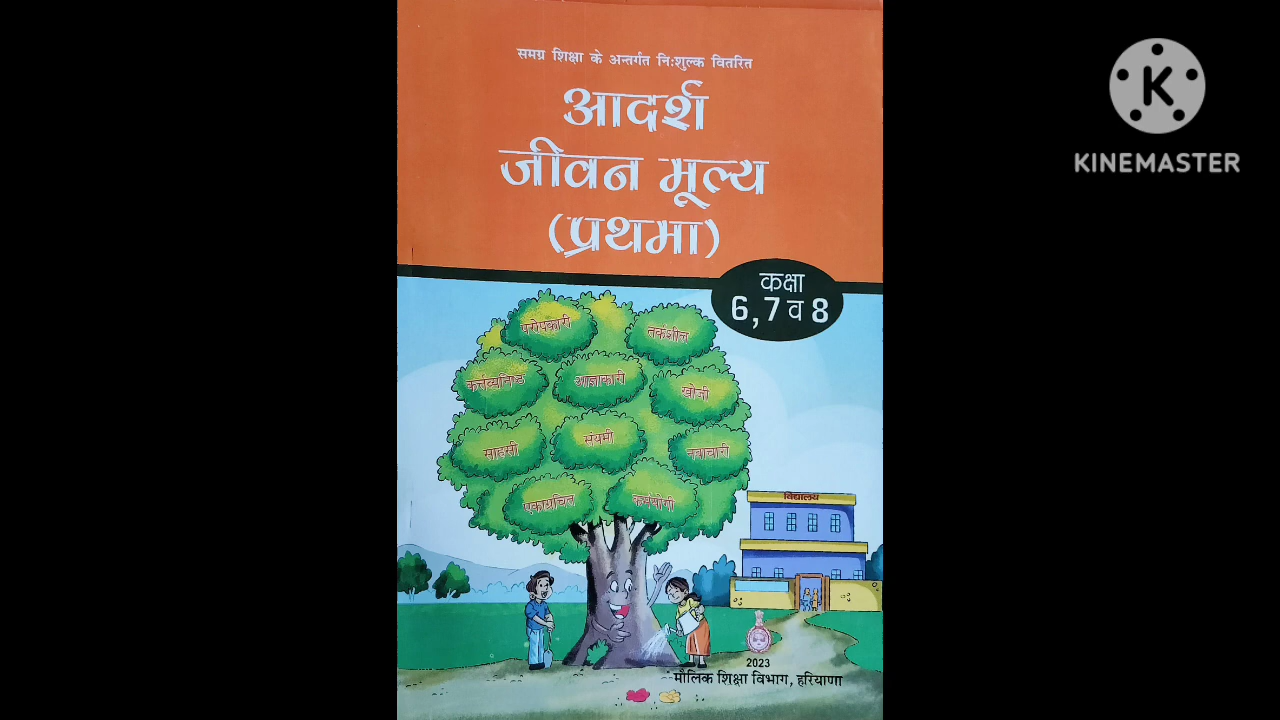 समग्र शिक्षा के अन्तर्गत नि:शुल्क वितरित
आदर्श
जीवन मूल्य
(प्रथमा)
कक्षा
6, 7 व 8
परोपकारी
तर्कशील
कर्त्तव्यनिष्ठ
आज्ञाकारी
खोजी
साहसी
संयमी
नवाचारी
एकाग्रचित
कर्मयोगी
विद्यालय
2023
मौलिक शिक्षा विभाग, हरियाणा
K
KINEMASTER